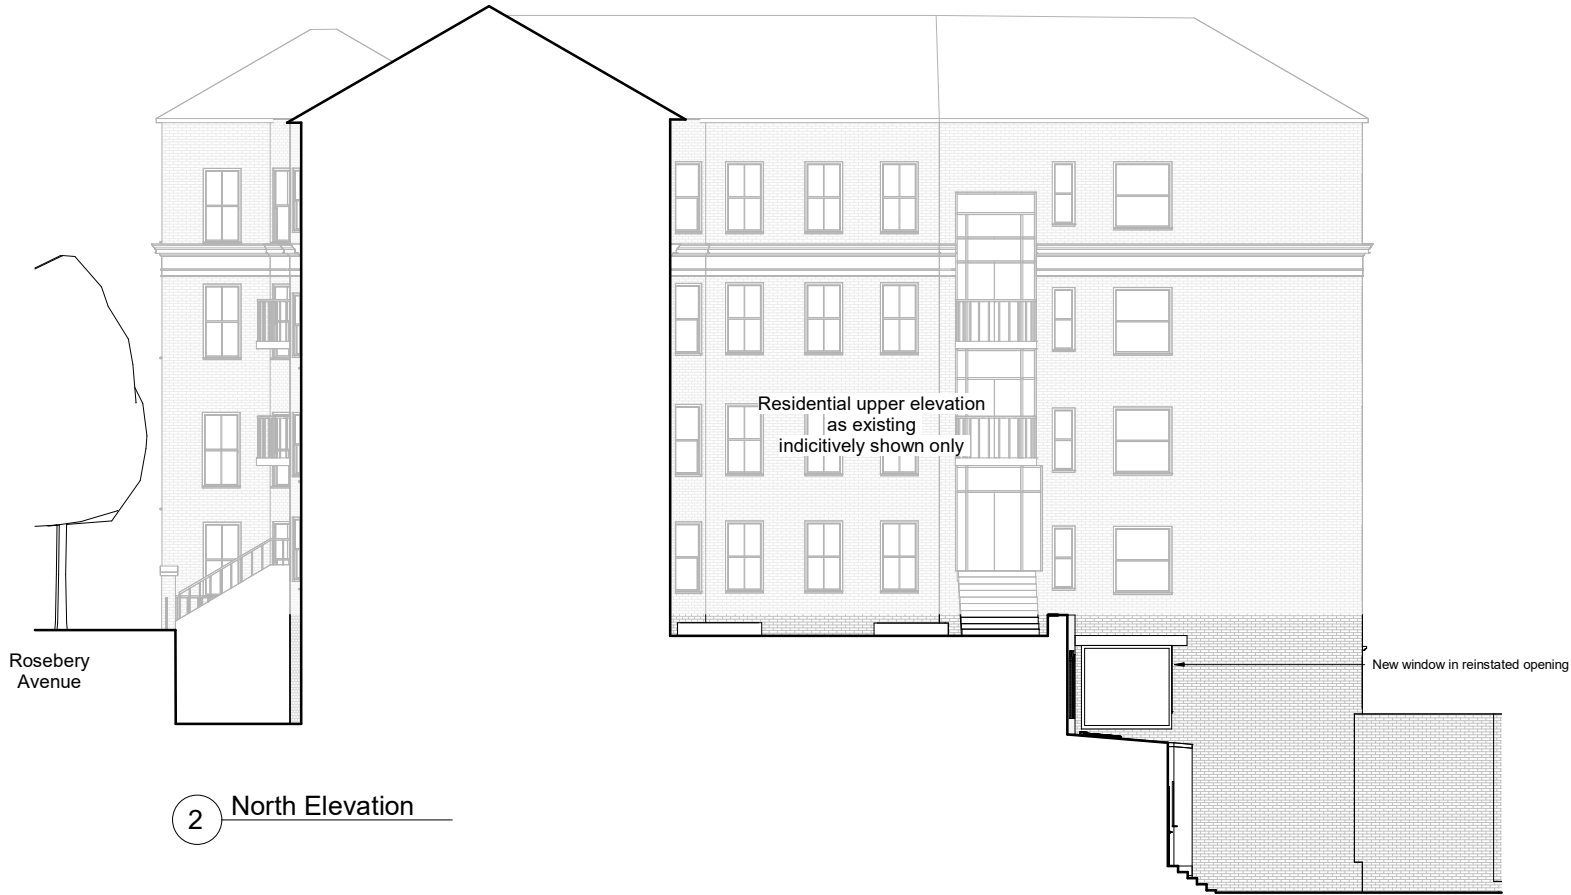 Residential upper elevation
as existing
indicitively shown only
Rosebery
Avenue
New window in reinstated opening
2 North Elevation